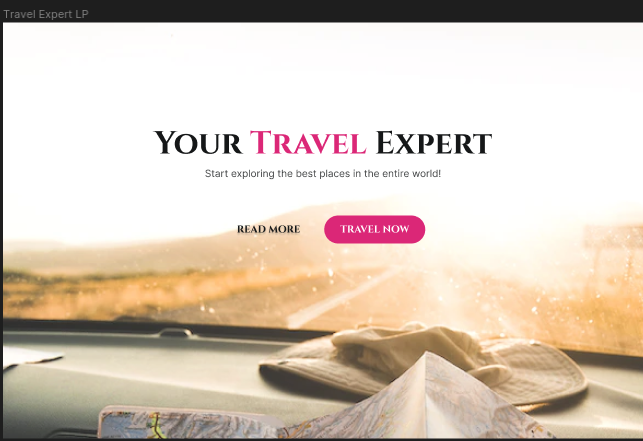 Travel Expert LP
Your Travel Expert
Start exploring the best places in the entire world!
READ MORE
TRAVEL NOW